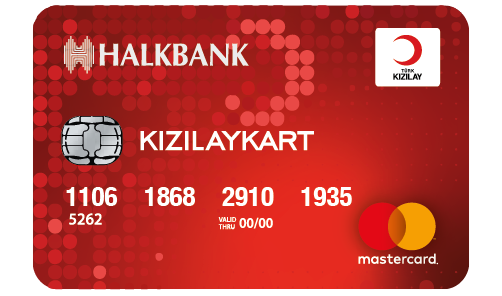 HALKBANK
TÜRK
KIZILAY
KIZILAYKART
1106 1868 2910 1935
5262
VALID
THRU 00/00
mastercard.